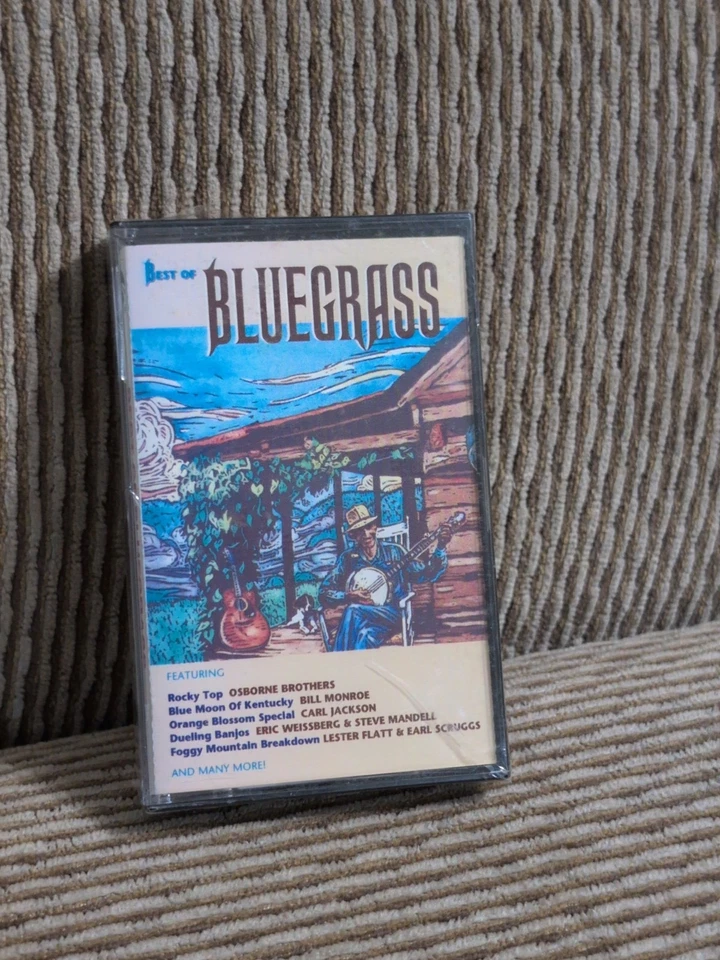 BEST OF BLUEGRASS
FEATURING
Rocky Top OSBORNE BROTHERS
Blue Moon Of Kentucky BILL MONROE
Orange Blossom Special CARL JACKSON
Dueling Banjos ERIC WEISSBERG & STEVE MANDELL
Foggy Mountain Breakdown LESTER FLATT & EARL SCRUGGS
AND MANY MORE!